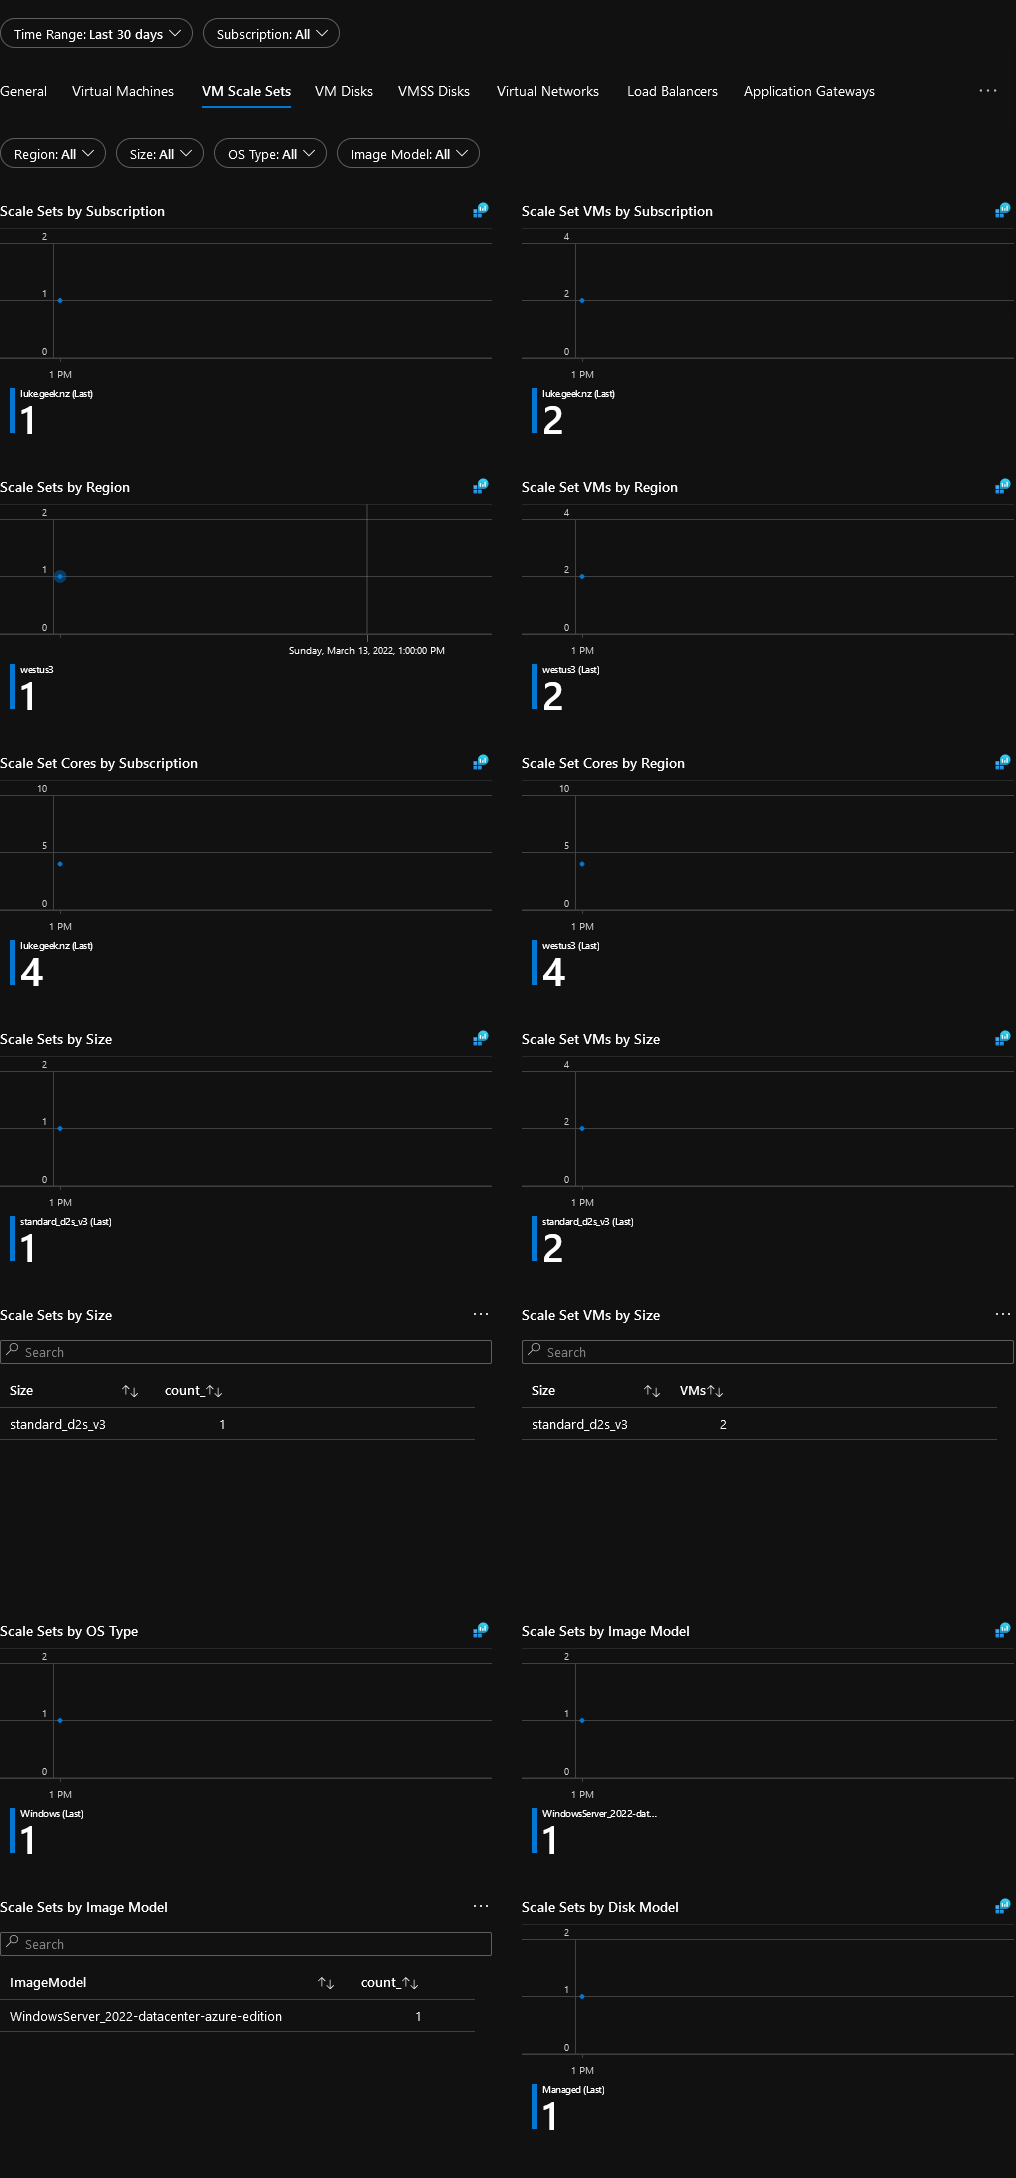 Time Range: Last 30 days
Subscription: All
General
Virtual Machines
VM Scale Sets
VM Disks
VMSS Disks
Virtual Networks
Load Balancers
Application Gateways
Region: All
Size: All
OS Type: All
Image Model: All
Scale Sets by Subscription
2
1
0
1 PM
luke.geek.nz (Last)
1
Scale Set VMs by Subscription
4
2
0
1 PM
luke.geek.nz (Last)
2
Scale Sets by Region
2
1
0
Sunday, March 13, 2022, 1:00:00 PM
westus3
1
Scale Set VMs by Region
4
2
0
1 PM
westus3 (Last)
2
Scale Set Cores by Subscription
10
5
0
1 PM
luke.geek.nz (Last)
4
Scale Set Cores by Region
10
5
0
1 PM
westus3 (Last)
4
Scale Sets by Size
2
1
0
1 PM
standard_d2s_v3 (Last)
1
Scale Set VMs by Size
4
2
0
1 PM
standard_d2s_v3 (Last)
2
Scale Sets by Size
Search
Size count_
standard_d2s_v3 1
Scale Set VMs by Size
Search
Size VMs
standard_d2s_v3 2
Scale Sets by OS Type
2
1
0
1 PM
Windows (Last)
1
Scale Sets by Image Model
2
1
0
1 PM
WindowsServer_2022-dat...
1
Scale Sets by Image Model
Search
ImageModel count_
WindowsServer_2022-datacenter-azure-edition 1
Scale Sets by Disk Model
2
1
0
1 PM
Managed (Last)
1